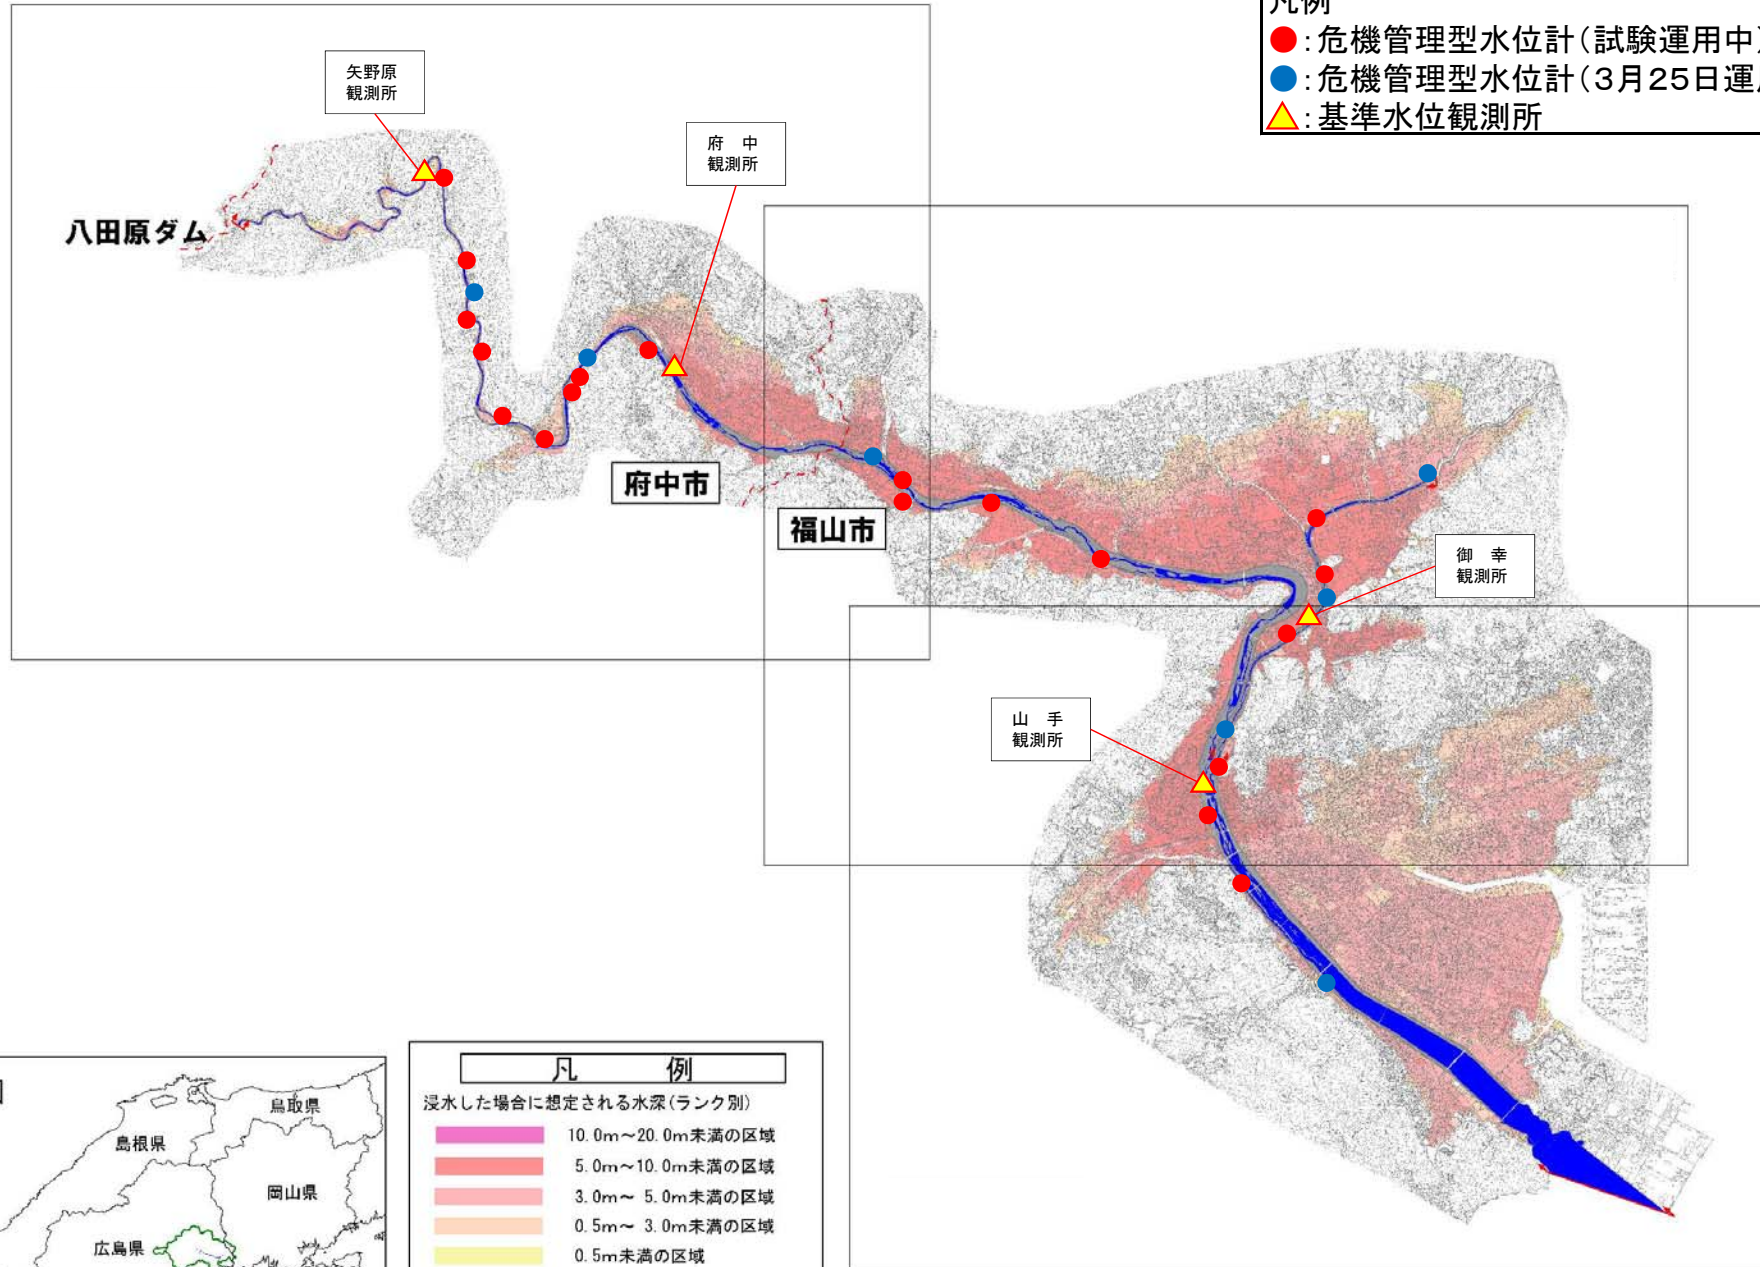 凡例
●:危機管理型水位計(試験運用中)
●:危機管理型水位計(3月25日運
▲:基準水位観測所
矢野原
観測所
府 中
観測所
八田原ダム
府中市
福山市
御 幸
観測所
山 手
観測所
凡 例
浸水した場合に想定される水深(ランク別)
10.0m～20.0m未満の区域
5.0m～10.0m未満の区域
3.0m～ 5.0m未満の区域
0.5m～ 3.0m未満の区域
0.5m未満の区域
鳥取県
島根県
岡山県
広島県